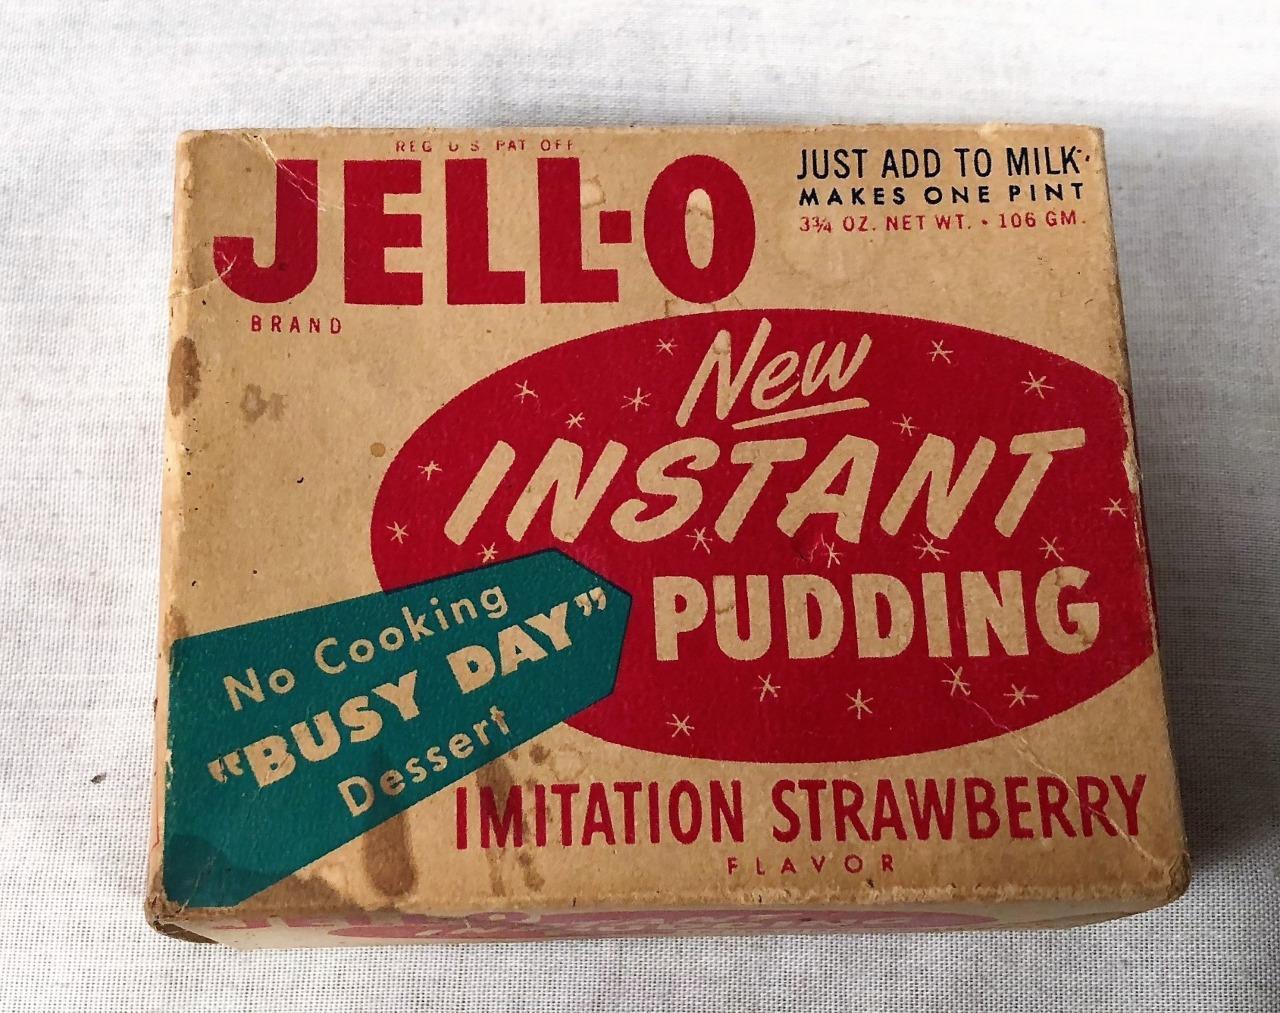 REG U S PAT OFF
JELL-O
BRAND
JUST ADD TO MILK
MAKES ONE PINT
3¾ OZ. NET WT. • 106 GM.
New
INSTANT
PUDDING
No Cooking
"BUSY DAY"
Dessert
IMITATION STRAWBERRY
FLAVOR